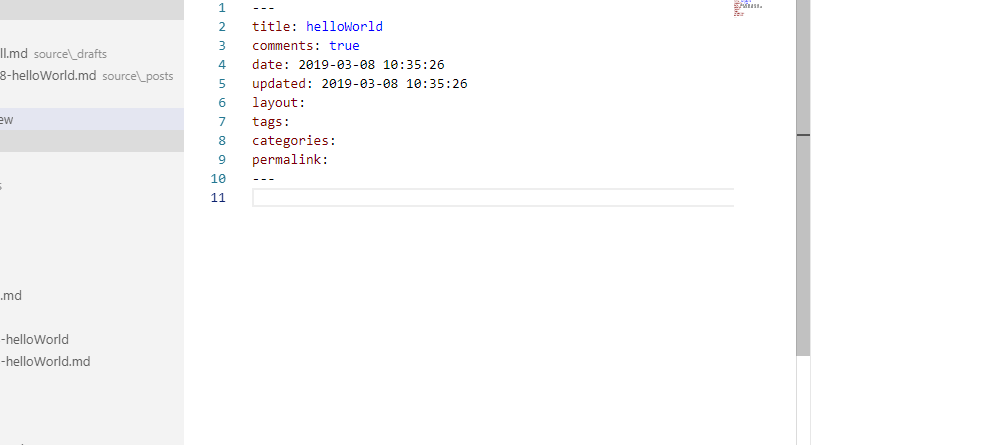 ll.md source\_drafts
8-helloWorld.md source\_posts
ew
s
.md
-helloWorld
-helloWorld.md
1 ---
2 title: helloWorld
3 comments: true
4 date: 2019-03-08 10:35:26
5 updated: 2019-03-08 10:35:26
6 layout:
7 tags:
8 categories:
9 permalink:
10 ---
11